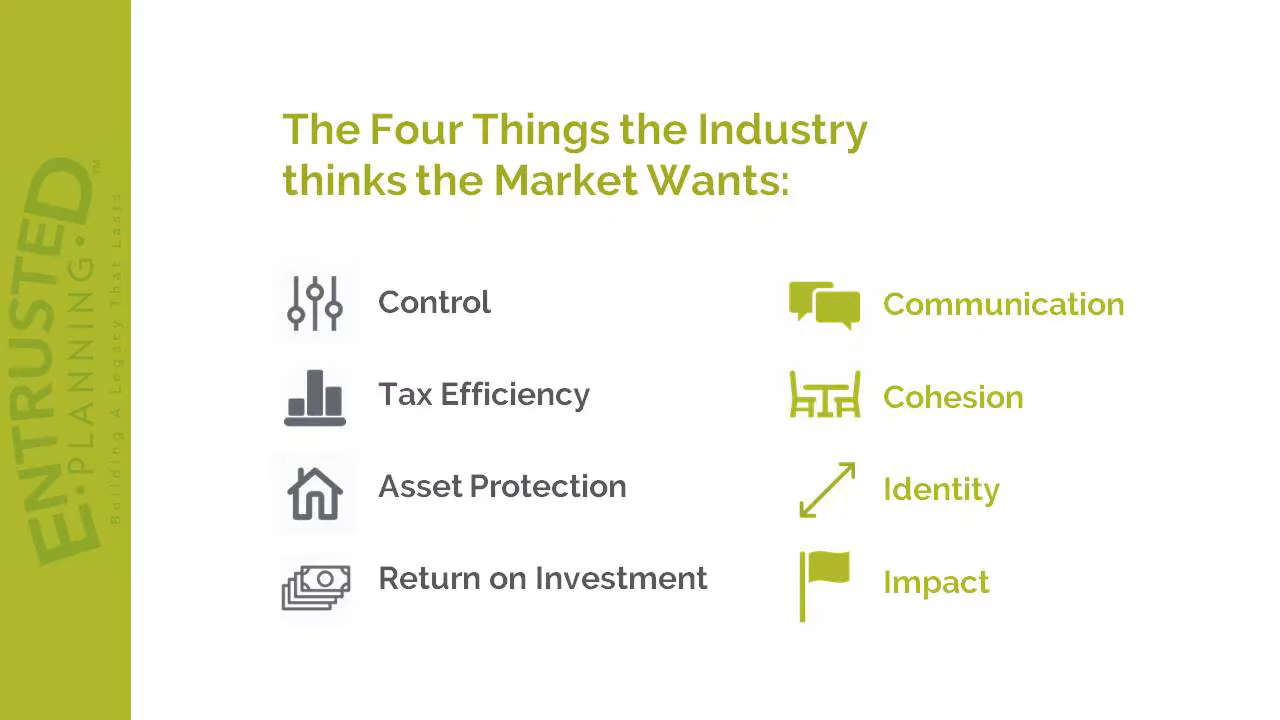 The Four Things the Industry
thinks the Market Wants:
Control
Tax Efficiency
Asset Protection
Return on Investment
Communication
Cohesion
Identity
Impact
ENTRUSTED
E•PLANNING•D™
Building A Legacy That Lasts